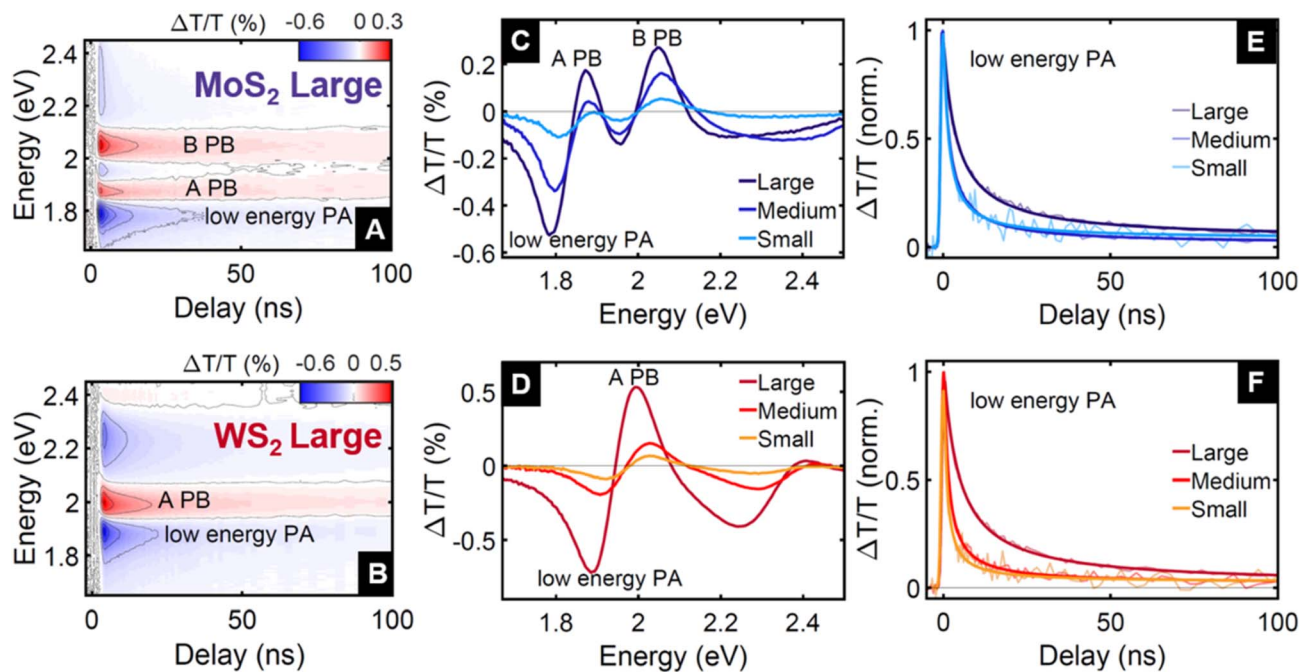 ΔT/T (%) -0.6 0 0.3
MoS₂ Large
B PB
A PB
low energy PA
A
Energy (eV)
2.4
2.2
2
1.8
0 50 100
Delay (ns)
C
A PB
B PB
Large
Medium
Small
low energy PA
ΔT/T (%)
0.2
0
-0.2
-0.4
-0.6
1.8 2 2.2 2.4
Energy (eV)
E
low energy PA
Large
Medium
Small
ΔT/T (norm.)
1
0.5
0
0 50 100
Delay (ns)
ΔT/T (%) -0.6 0 0.5
WS₂ Large
A PB
low energy PA
B
Energy (eV)
2.4
2.2
2
1.8
0 50 100
Delay (ns)
D
A PB
Large
Medium
Small
low energy PA
ΔT/T (%)
0.5
0
-0.5
1.8 2 2.2 2.4
Energy (eV)
F
low energy PA
Large
Medium
Small
ΔT/T (norm.)
1
0.5
0
0 50 100
Delay (ns)